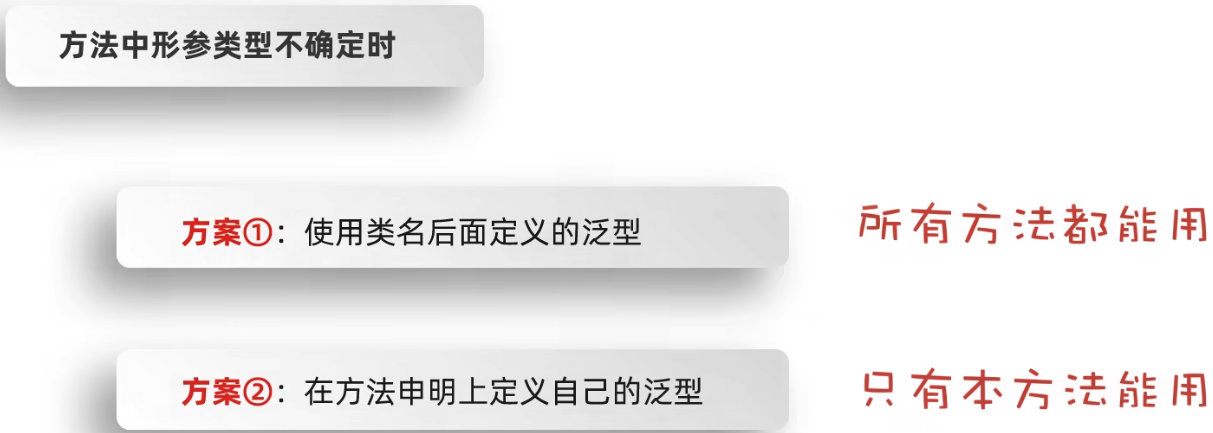 方法中形参类型不确定时
方案①：使用类名后面定义的泛型
所有方法都能用
方案②：在方法申明上定义自己的泛型
只有本方法能用